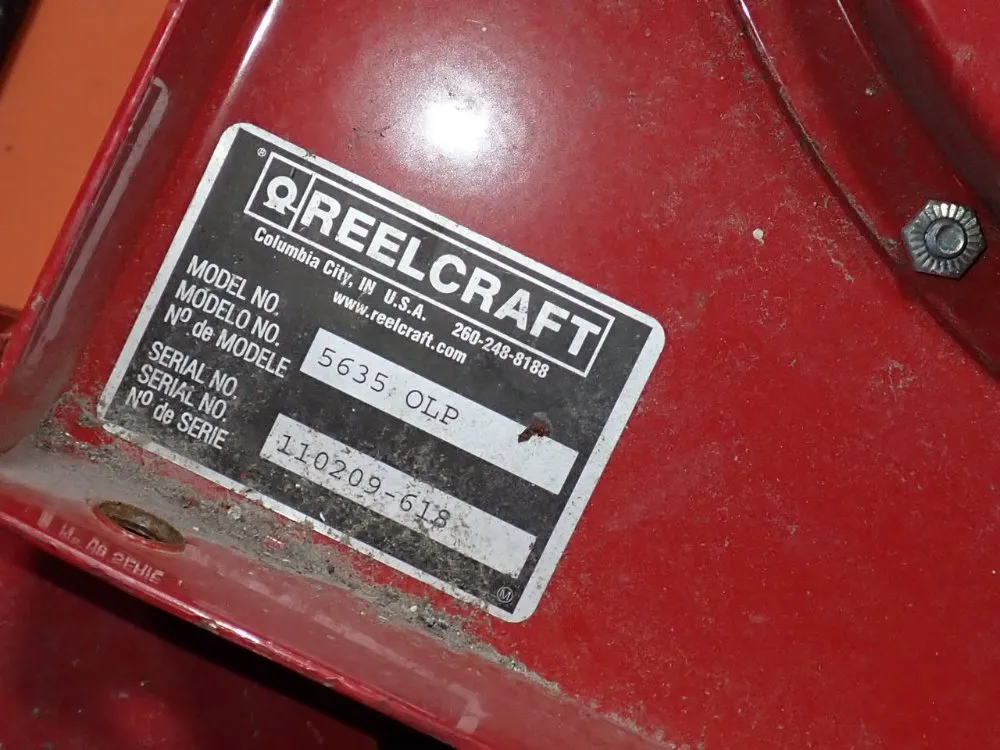 ®
REELCRAFT
Columbia City, IN U.S.A. 260-248-8188
www.reelcraft.com
MODEL NO.
MODELO NO.
Nº de MODELE
5635 OLP
SERIAL NO.
SERIAL NO.
Nº de SERIE
110209-618
M